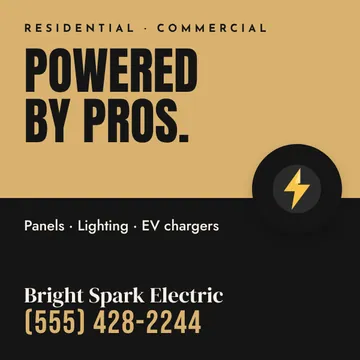 RESIDENTIAL · COMMERCIAL
POWERED
BY PROS.
Panels · Lighting · EV chargers
Bright Spark Electric
(555) 428-2244